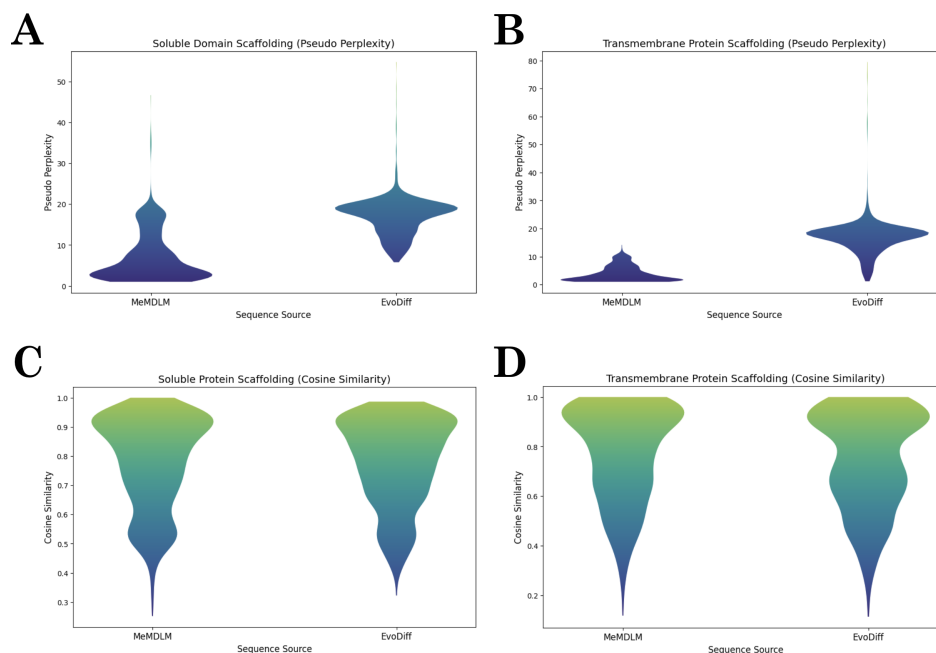 A
Soluble Domain Scaffolding (Pseudo Perplexity)
50
40
30
20
10
0
Pseudo Perplexity
MeMDLM
EvoDiff
Sequence Source
B
Transmembrane Protein Scaffolding (Pseudo Perplexity)
80
70
60
50
40
30
20
10
0
Pseudo Perplexity
MeMDLM
EvoDiff
Sequence Source
C
Soluble Protein Scaffolding (Cosine Similarity)
1.0
0.9
0.8
0.7
0.6
0.5
0.4
0.3
Cosine Similarity
MeMDLM
EvoDiff
Sequence Source
D
Transmembrane Protein Scaffolding (Cosine Similarity)
1.0
0.8
0.6
0.4
0.2
Cosine Similarity
MeMDLM
EvoDiff
Sequence Source